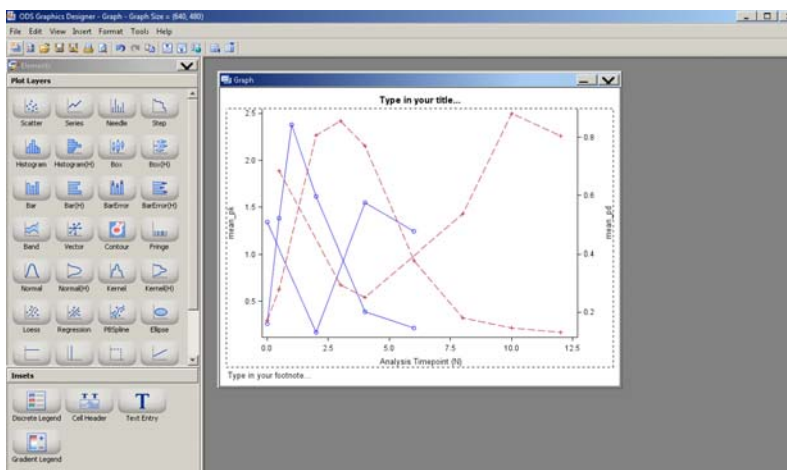 ODS Graphics Designer - Graph - Graph Size = (640, 480)
File Edit View Insert Format Tools Help
Elements
Plot Layers
Scatter Series Needle Step
Histogram Histogram(H) Box Box(H)
Bar Bar(H) BarError BarError(H)
Band Vector Contour Fringe
Normal Normal(H) Kernel Kernel(H)
Loess Regression PBSpline Ellipse
Insets
Discrete Legend Cell Header Text Entry
Gradient Legend
Graph
Type in your title...
2.5
2.0
1.5
1.0
0.5
mean_pk
0.8
0.6
0.4
0.2
mean_pd
0.0 2.5 5.0 7.5 10.0 12.5
Analysis Timepoint (N)
Type in your footnote...